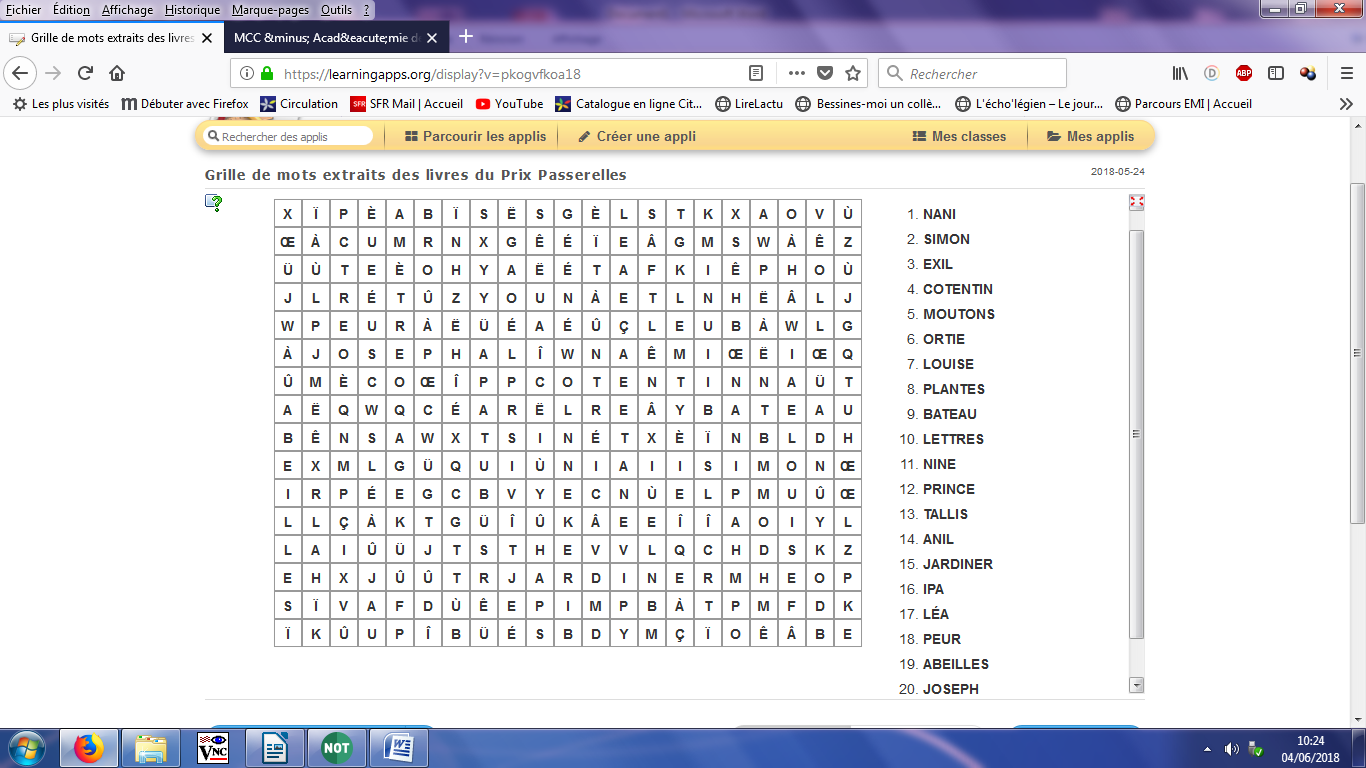 Fichier Édition Affichage Historique Marque-pages Outils ?
Grille de mots extraits des livres MCC &minus; Acad&eacute;mie d
https://learningapps.org/display?v=pkogvfkoa18 Rechercher ABP
Les plus visités Débuter avec Firefox Circulation SFR SFR Mail | Accueil YouTube Catalogue en ligne Cit... LireLactu Bessines-moi un collè... L'écho'légien – Le jour... Parcours EMI | Accueil
Rechercher des applis Parcourir les applis Créer une appli Mes classes Mes applis
Grille de mots extraits des livres du Prix Passerelles 2018-05-24
X Ï P È A B Ï S Ë S G È L S T K X A O V Ù
Œ À C U M R N X G Ê É Ï E Â G M S W À Ê Z
Ü Ù T E È O H Y A Ë É T A F K I Ê P H O Ù
J L R É T Û Z Y O U N À E T L N H Ë Â L J
W P E U R À Ë Ü É A É Û Ç L E U B À W L G
À J O S E P H A L Î W N A Ê M I Œ Ë I Œ Q
Û M È C O Œ Î P P C O T E N T I N N A Ü T
A Ë Q W Q C É A R Ë L R E Â Y B A T E A U
B Ê N S A W X T S I N É T X È Ï N B L D H
E X M L G Ü Q U I Ù N I A I I S I M O N Œ
I R P É E G C B V Y E C N Ù E L P M U Û Œ
L L Ç À K T G Ü Î Û K Â E E Î Î A O I Y L
L A I Û Ü J T S T H E V V L Q C H D S K Z
E H X J Û Û T R J A R D I N E R M H E O P
S Ï V A F D Ù Ê E P I M P B À T P M F D K
Ï K Û U P Î B Ü É S B D Y M Ç Ï O Ê Â B E
1. NANI
2. SIMON
3. EXIL
4. COTENTIN
5. MOUTONS
6. ORTIE
7. LOUISE
8. PLANTES
9. BATEAU
10. LETTRES
11. NINE
12. PRINCE
13. TALLIS
14. ANIL
15. JARDINER
16. IPA
17. LÉA
18. PEUR
19. ABEILLES
20. JOSEPH
VNC NOT 10:24
04/06/2018